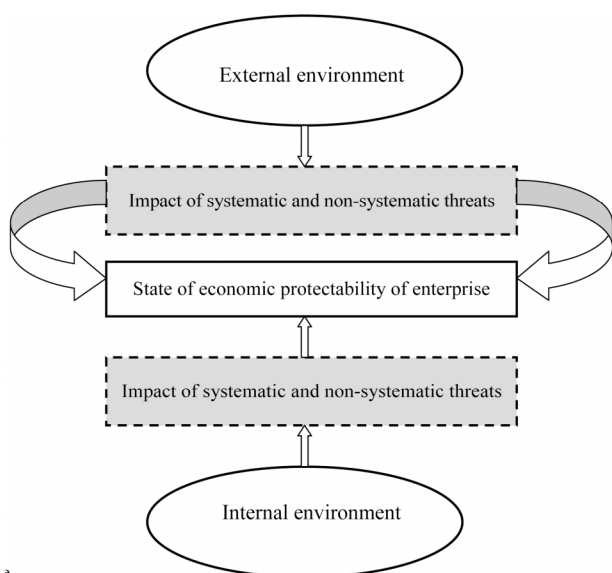 External environment
Impact of systematic and non-systematic threats
State of economic protectability of enterprise
Impact of systematic and non-systematic threats
Internal environment
a